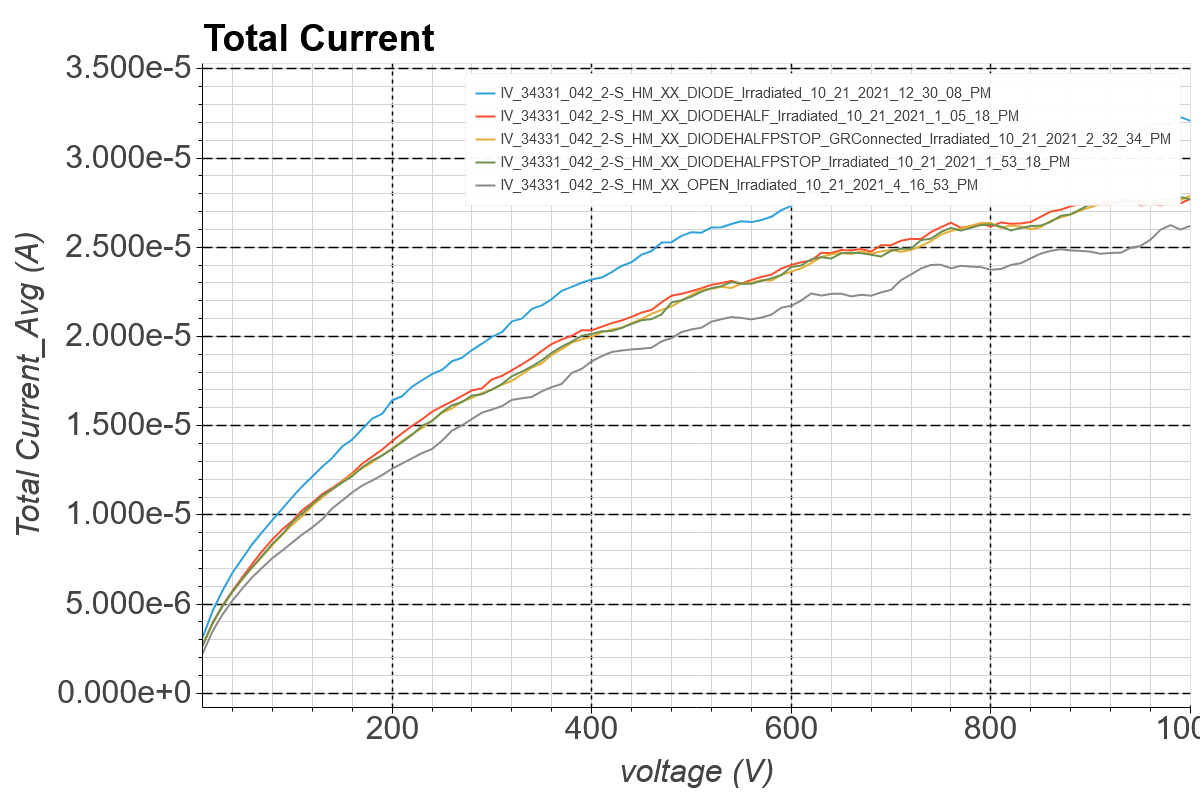 Total Current
3.500e-5
3.000e-5
2.500e-5
2.000e-5
1.500e-5
1.000e-5
5.000e-6
0.000e+0
Total Current_Avg (A)
IV_34331_042_2-S_HM_XX_DIODE_Irradiated_10_21_2021_12_30_08_PM
IV_34331_042_2-S_HM_XX_DIODEHALF_Irradiated_10_21_2021_1_05_18_PM
IV_34331_042_2-S_HM_XX_DIODEHALFPSTOP_GRConnected_Irradiated_10_21_2021_2_32_34_PM
IV_34331_042_2-S_HM_XX_DIODEHALFPSTOP_Irradiated_10_21_2021_1_53_18_PM
IV_34331_042_2-S_HM_XX_OPEN_Irradiated_10_21_2021_4_16_53_PM
200 400 600 800 100
voltage (V)